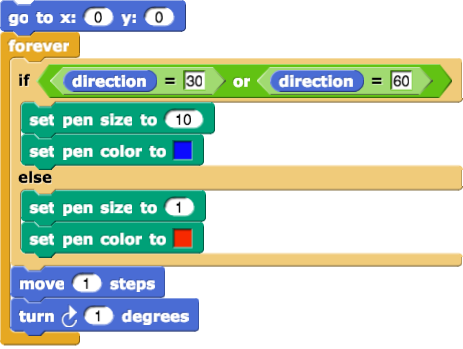 go to x: 0 y: 0
forever
if direction = 30 or direction = 60
set pen size to 10
set pen color to
else
set pen size to 1
set pen color to
move 1 steps
turn 1 degrees